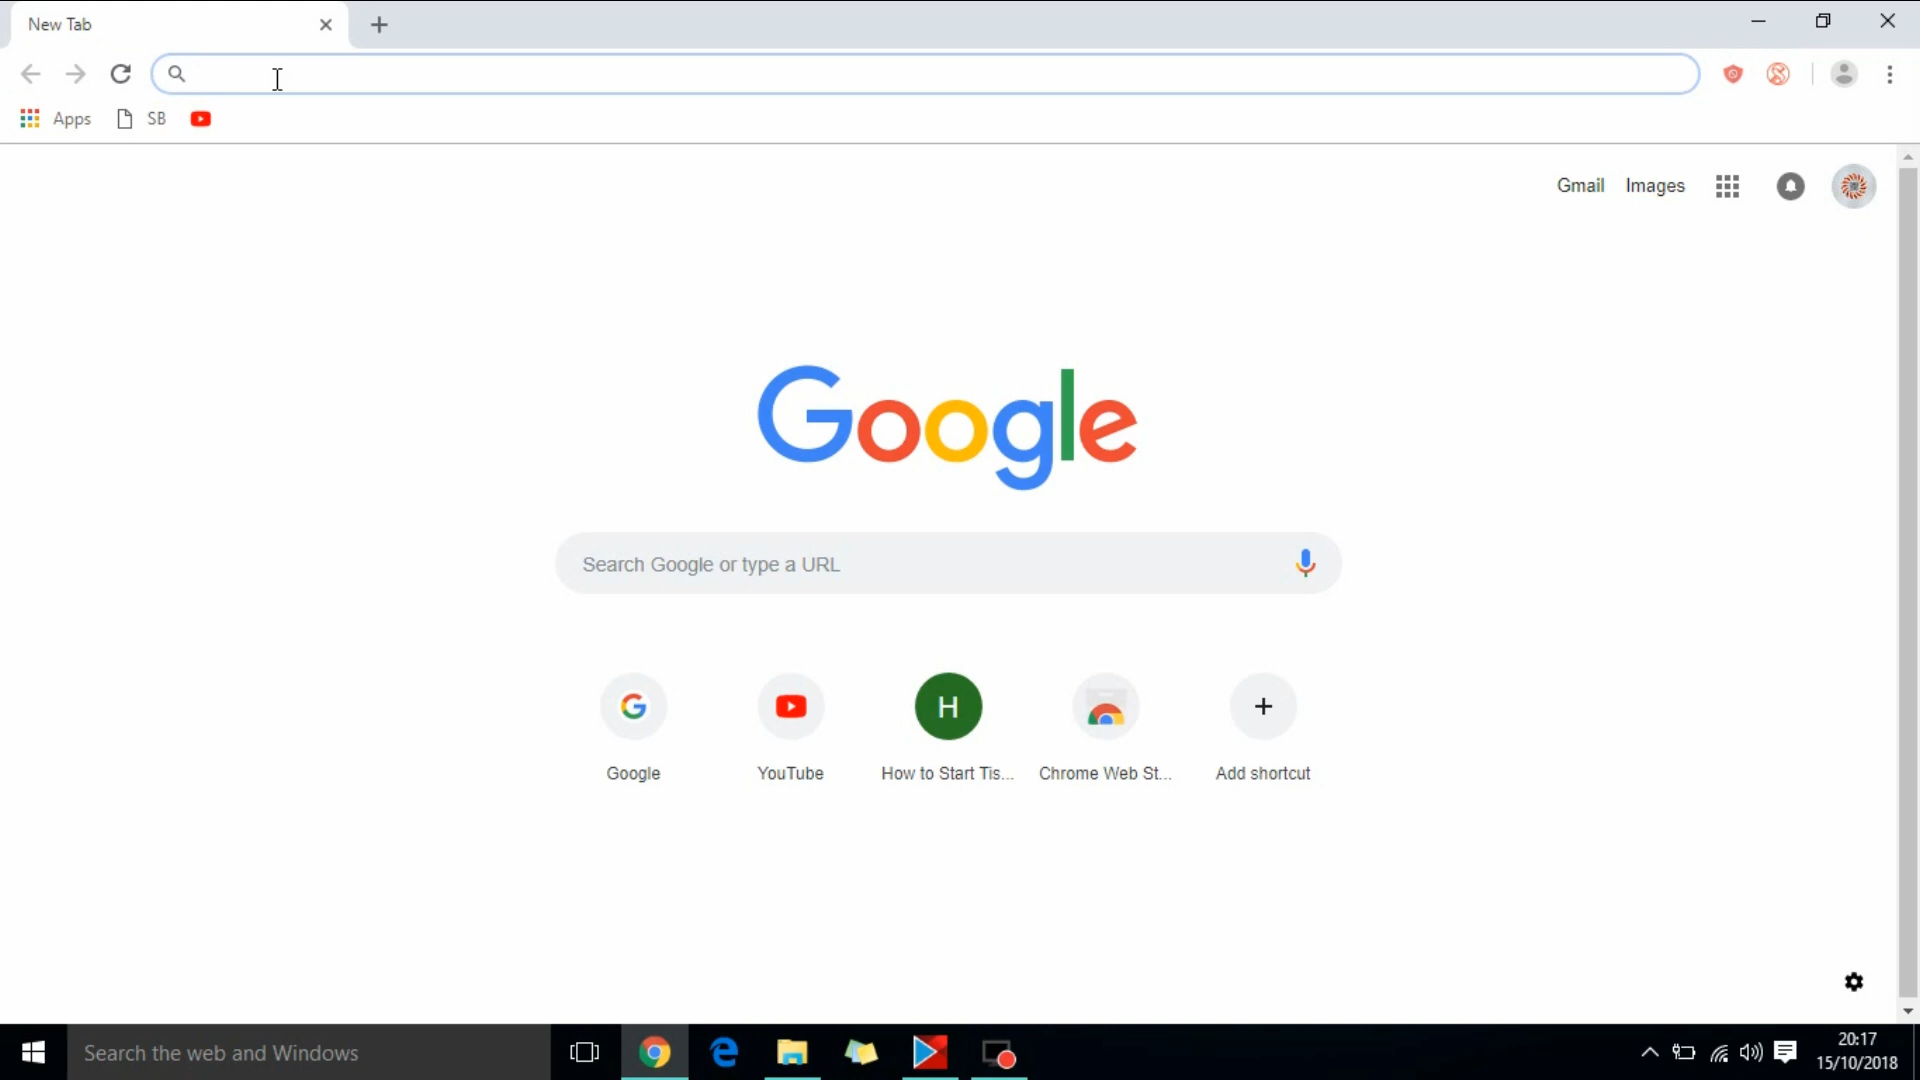 New Tab
Apps
SB
Gmail
Images
Google
Search Google or type a URL
H
Google
YouTube
How to Start Tis...
Chrome Web St...
Add shortcut
Search the web and Windows
20:17
15/10/2018